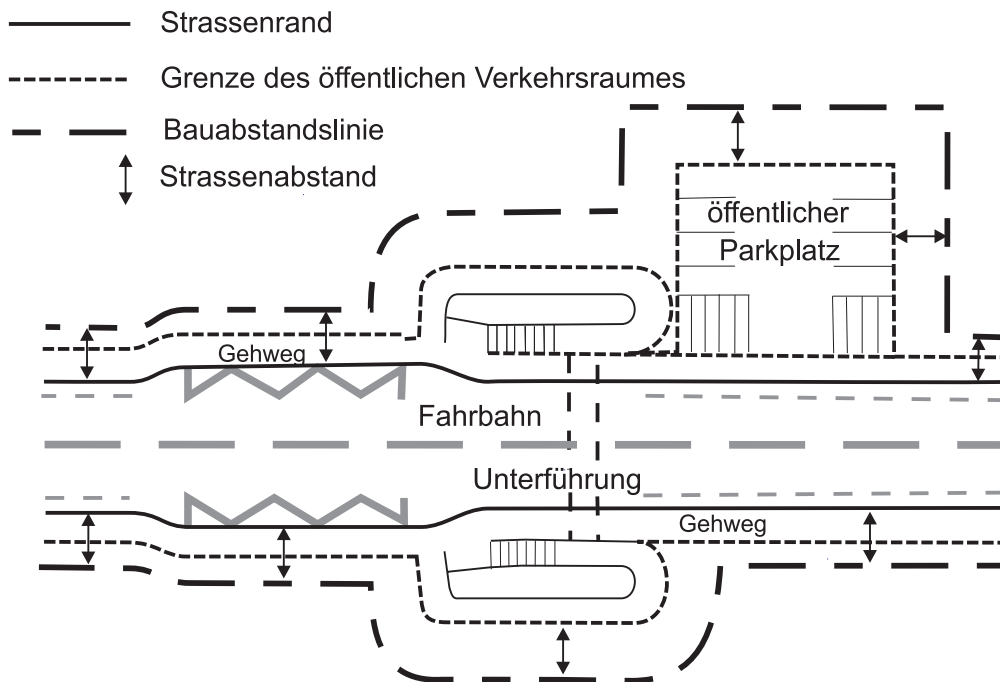 Strassenrand
Grenze des öffentlichen Verkehrsraumes
Bauabstandslinie
Strassenabstand
öffentlicher
Parkplatz
Gehweg
Fahrbahn
Unterführung
Gehweg